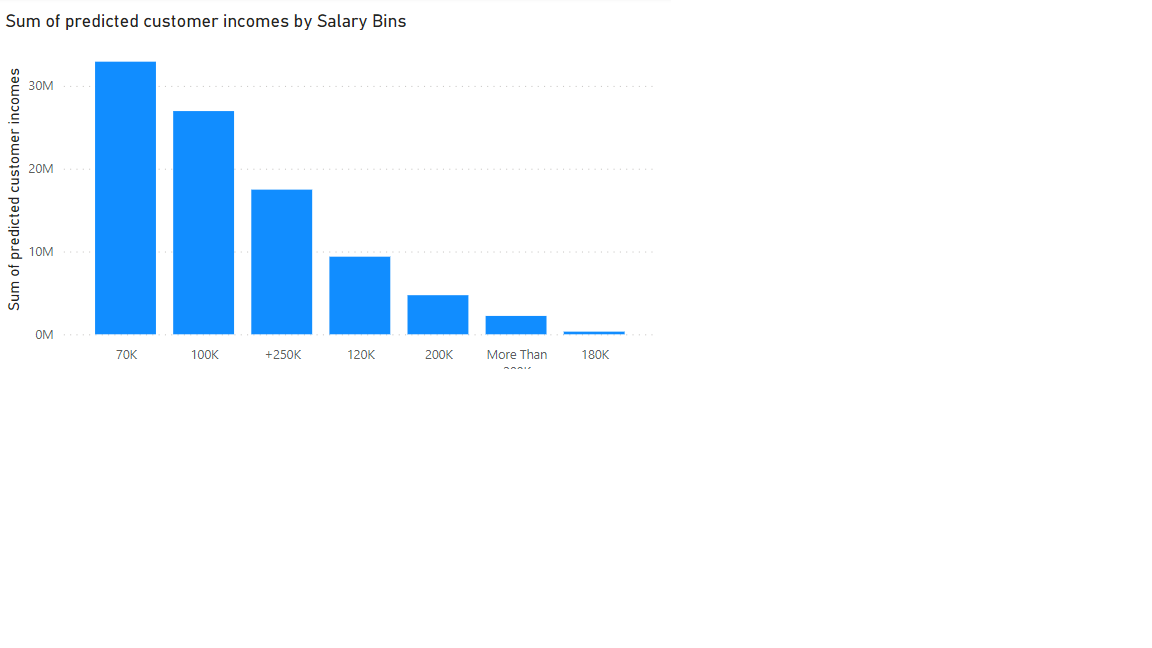 Sum of predicted customer incomes by Salary Bins
Sum of predicted customer incomes
30M
20M
10M
0M
70K
100K
+250K
120K
200K
More Than
180K